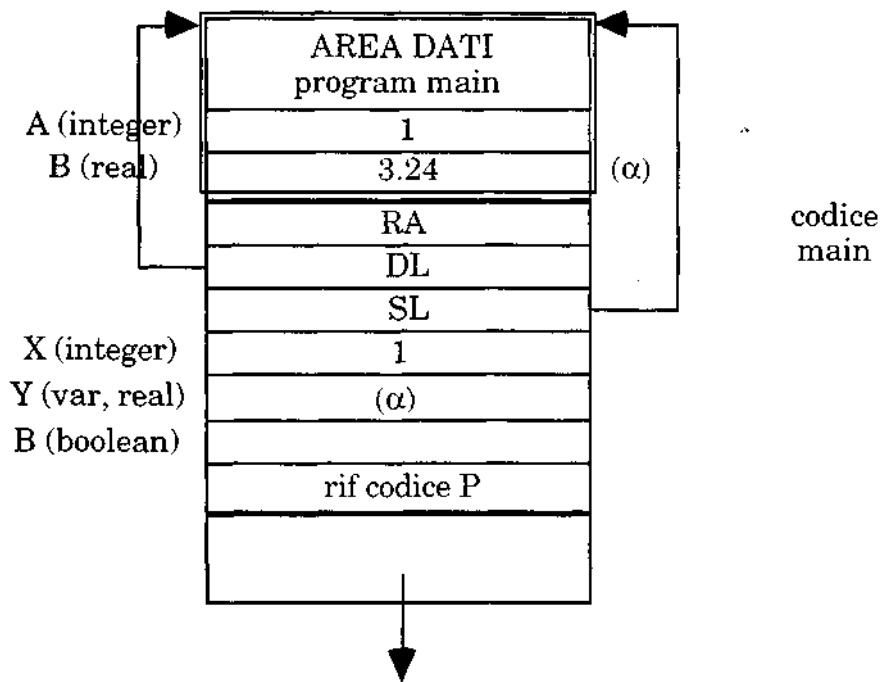 AREA DATI
program main
A (integer)
1
B (real)
3.24
(α)
RA
codice
main
DL
SL
X (integer)
1
Y (var, real)
(α)
B (boolean)
rif codice P